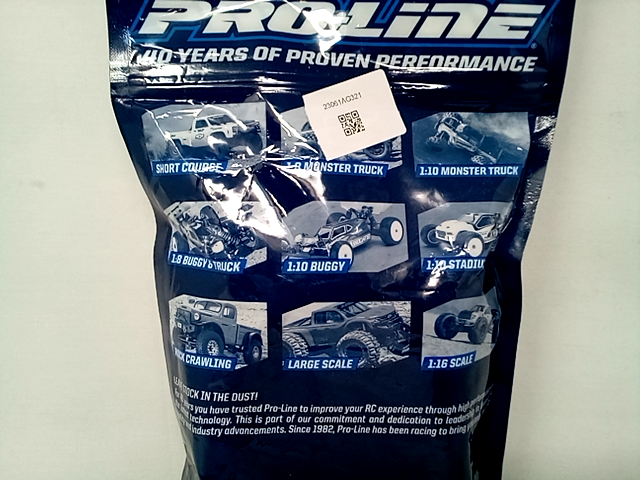 PRO-LINE
40 YEARS OF PROVEN PERFORMANCE
23061AG321
SHORT COURSE
1:8 MONSTER TRUCK
1:10 MONSTER TRUCK
1:8 BUGGY & TRUCK
1:10 BUGGY
1:10
CRAWLING
LARGE SCALE
1:16 SCALE
IN THE DUST!
you have trusted Pro-Line to improve your RC experience through high
technology. This is part of our commitment and dedication to
industry advancements. Since 1982, Pro-Line has been racing to bring